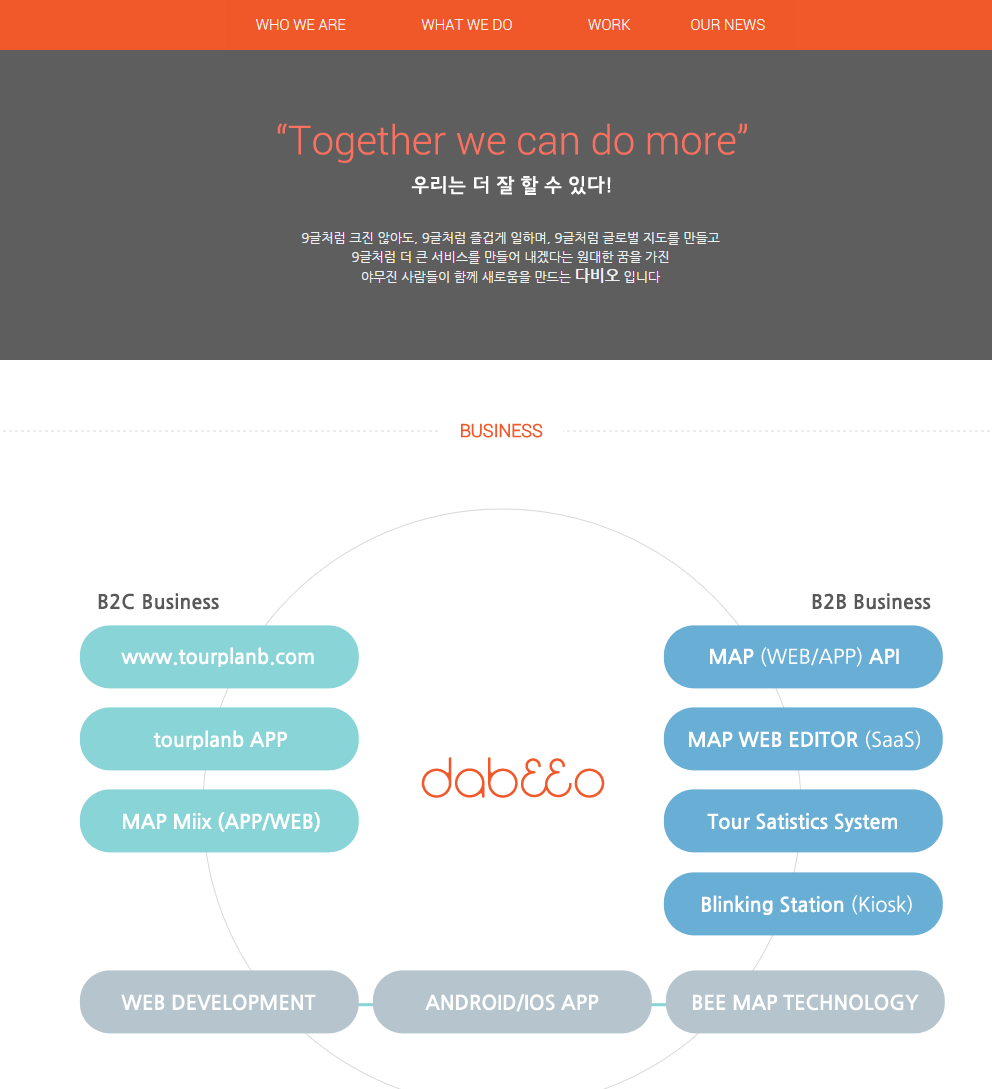 WHO WE ARE WHAT WE DO WORK OUR NEWS
“Together we can do more”
우리는 더 잘 할 수 있다!
9글처럼 크진 않아도, 9글처럼 즐겁게 일하며, 9글처럼 글로벌 지도를 만들고
9글처럼 더 큰 서비스를 만들어 내겠다는 원대한 꿈을 가진
야무진 사람들이 함께 새로움을 만드는 다비오 입니다
BUSINESS
B2C Business
www.tourplanb.com
tourplanb APP
MAP Miix (APP/WEB)
dabeeo
B2B Business
MAP (WEB/APP) API
MAP WEB EDITOR (SaaS)
Tour Satistics System
Blinking Station (Kiosk)
WEB DEVELOPMENT
ANDROID/IOS APP
BEE MAP TECHNOLOGY